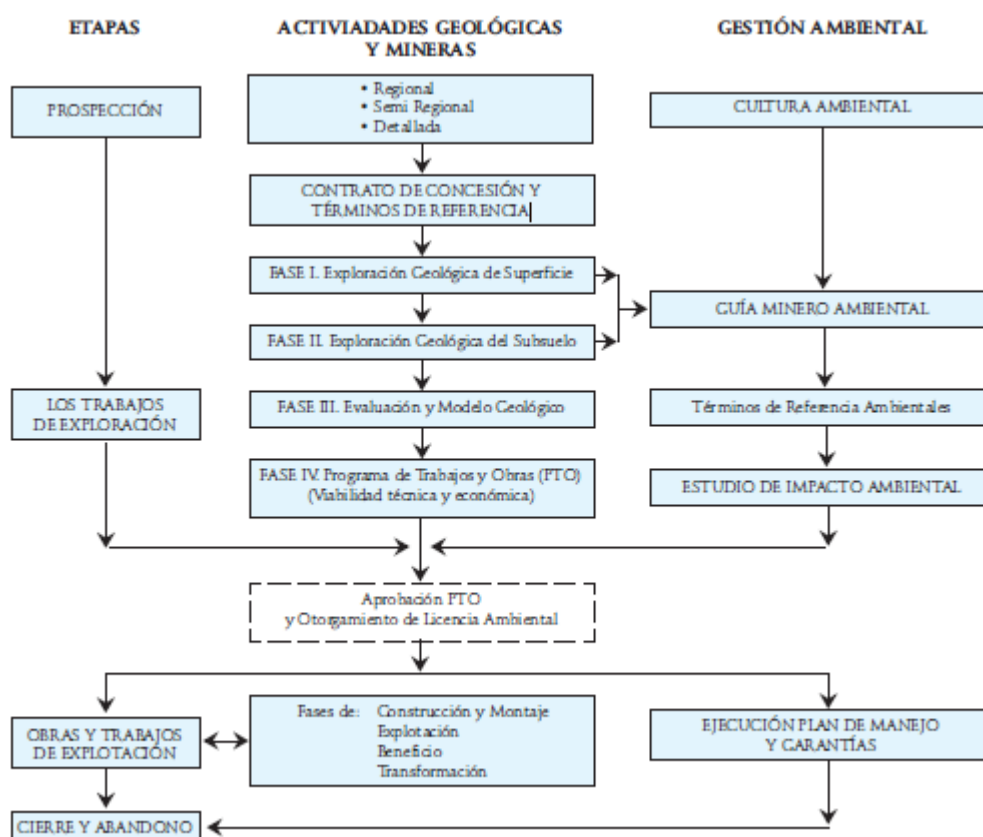 ETAPAS
ACTIVIADADES GEOLÓGICAS
Y MINERAS
GESTIÓN AMBIENTAL
PROSPECCIÓN
• Regional
• Semi Regional
• Detallada
CULTURA AMBIENTAL
CONTRATO DE CONCESIÓN Y
TÉRMINOS DE REFERENCIA
FASE I. Exploración Geológica de Superficie
GUÍA MINERO AMBIENTAL
FASE II. Exploración Geológica del Subsuelo
LOS TRABAJOS
DE EXPLORACIÓN
FASE III. Evaluación y Modelo Geológico
Términos de Referencia Ambientales
FASE IV. Programa de Trabajos y Obras (PTO)
(Viabilidad técnica y económica)
ESTUDIO DE IMPACTO AMBIENTAL
Aprobación PTO
y Otorgamiento de Licencia Ambiental
OBRAS Y TRABAJOS
DE EXPLOTACIÓN
Fases de: Construcción y Montaje
Explotación
Beneficio
Transformación
EJECUCIÓN PLAN DE MANEJO
Y GARANTÍAS
CIERRE Y ABANDONO